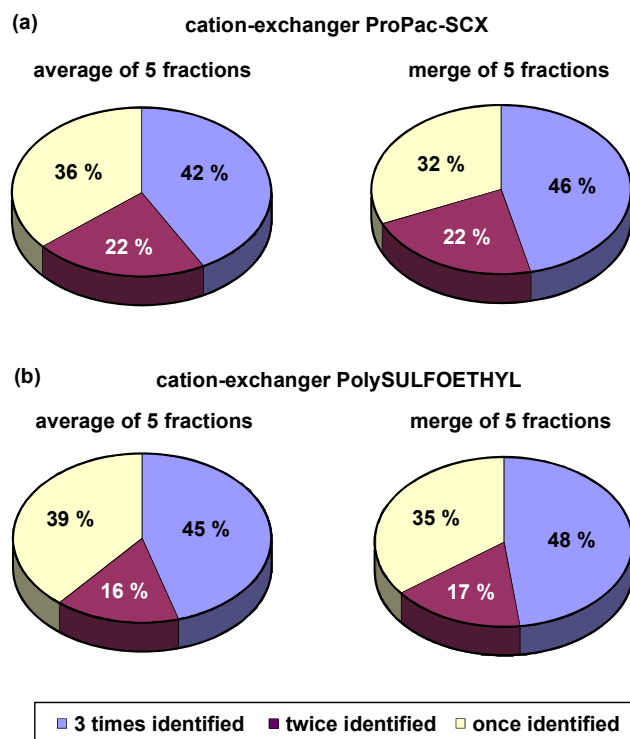 (a)
cation-exchanger ProPac-SCX
average of 5 fractions
merge of 5 fractions
36 %
42 %
22 %
32 %
46 %
22 %
(b)
cation-exchanger PolySULFOETHYL
average of 5 fractions
merge of 5 fractions
39 %
45 %
16 %
35 %
48 %
17 %
3 times identified
twice identified
once identified